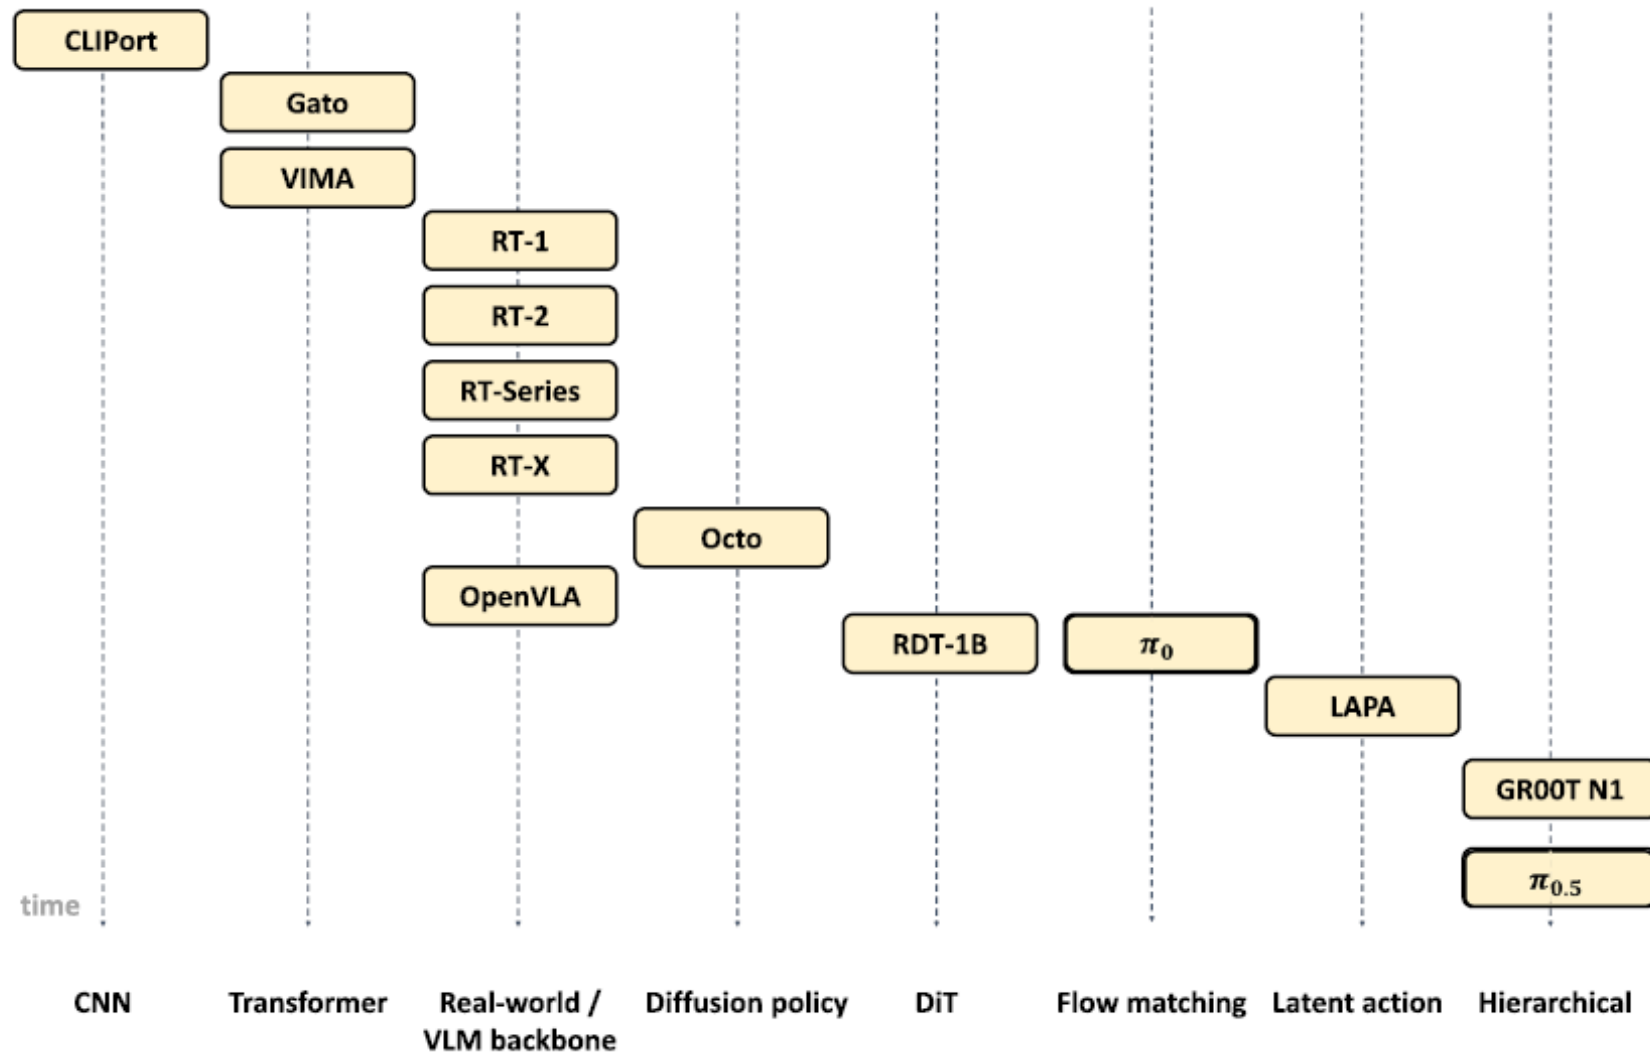 CLIPort
Gato
VIMA
RT-1
RT-2
RT-Series
RT-X
Octo
OpenVLA
RDT-1B
π₀
LAPA
GR00T N1
π₀.₅
time
CNN
Transformer
Real-world /
VLM backbone
Diffusion policy
DiT
Flow matching
Latent action
Hierarchical